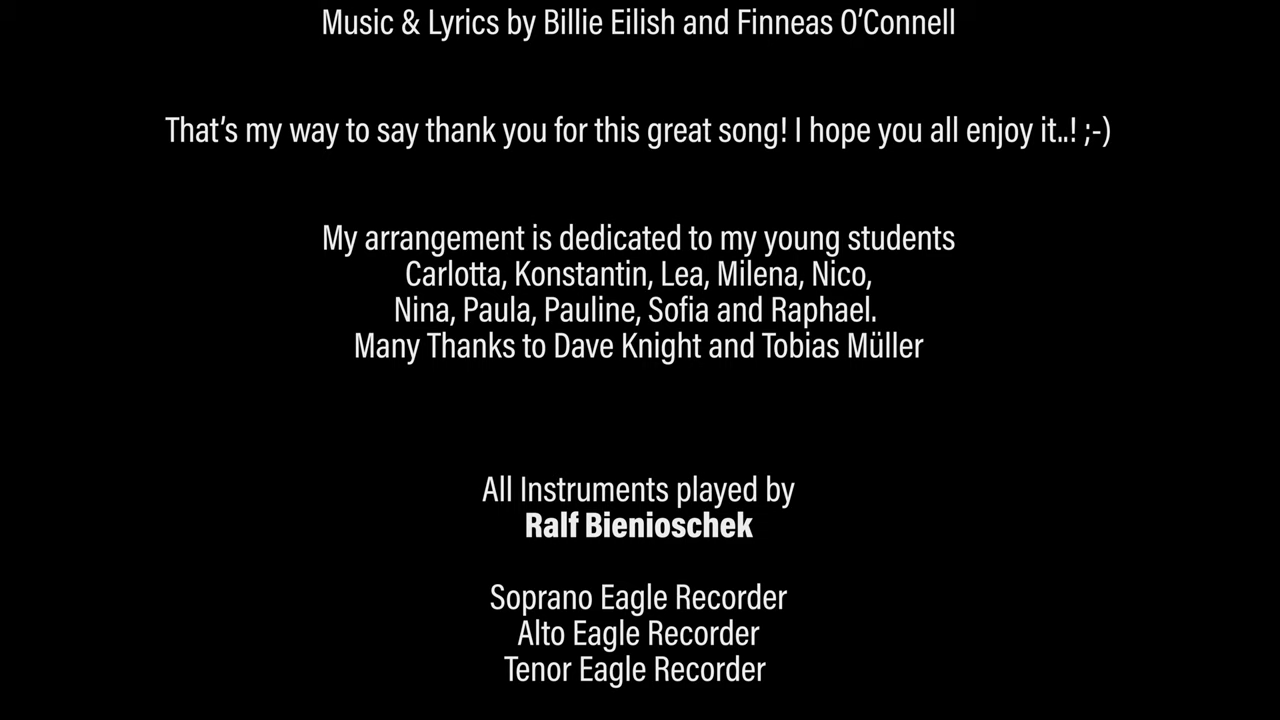 Music & Lyrics by Billie Eilish and Finneas O’Connell
That’s my way to say thank you for this great song! I hope you all enjoy it..! ;-)
My arrangement is dedicated to my young students
Carlotta, Konstantin, Lea, Milena, Nico,
Nina, Paula, Pauline, Sofia and Raphael.
Many Thanks to Dave Knight and Tobias Müller
All Instruments played by
Ralf Bienioschek
Soprano Eagle Recorder
Alto Eagle Recorder
Tenor Eagle Recorder